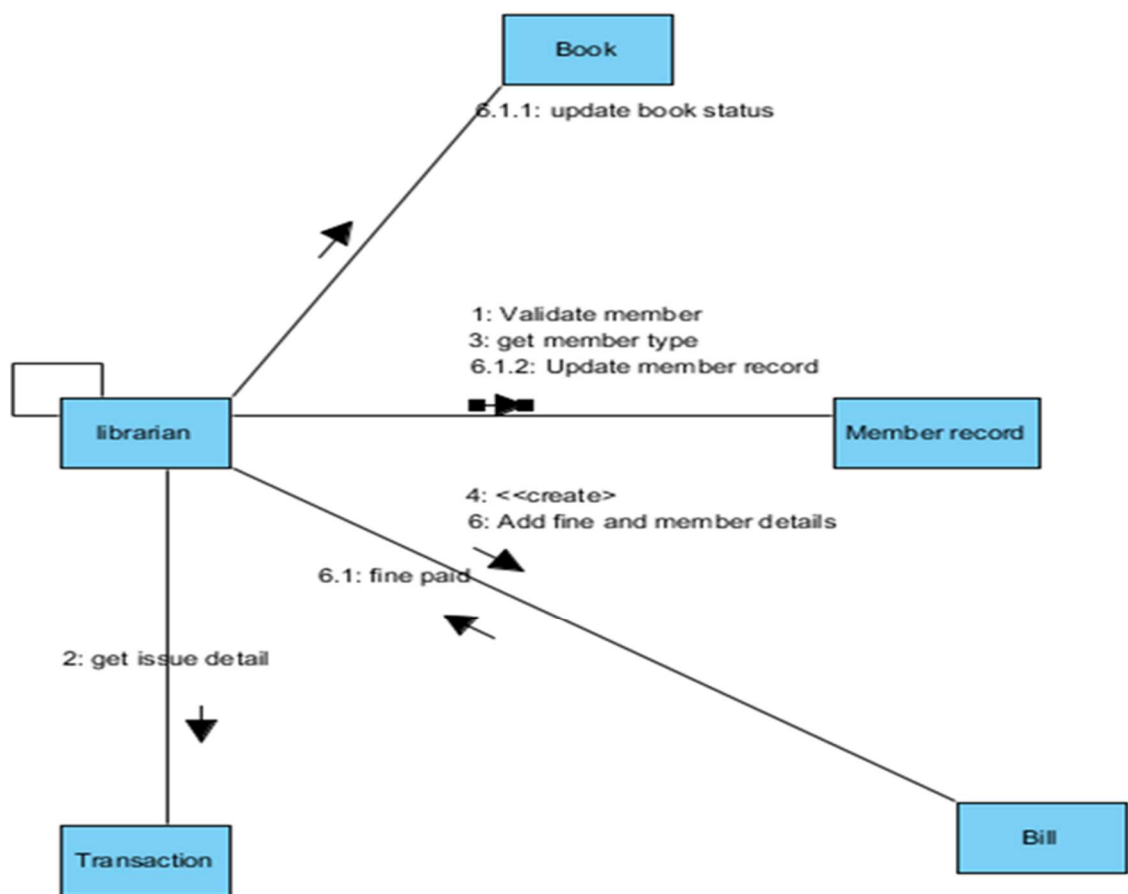 Book
6.1.1: update book status
1: Validate member
3: get member type
6.1.2: Update member record
librarian
Member record
4: <<create>
6: Add fine and member details
6.1: fine paid
2: get issue detail
Bill
Transaction